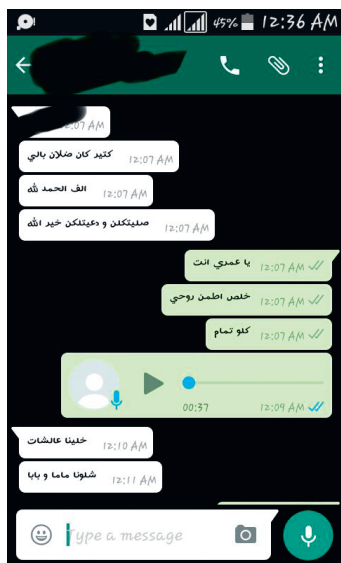 45% 12:36 AM
12:07 AM
كتير كان ضلان بالي 12:07 AM
الف الحمد لله 12:07 AM
صليتكلن و دعيتلكن خير الله 12:07 AM
يا عمري انت 12:07 AM
خلص اطمن روحي 12:07 AM
كلو تمام 12:07 AM
00:37 12:09 AM
خلينا عالشات 12:10 AM
شلونا ماما و بابا 12:11 AM
Type a message